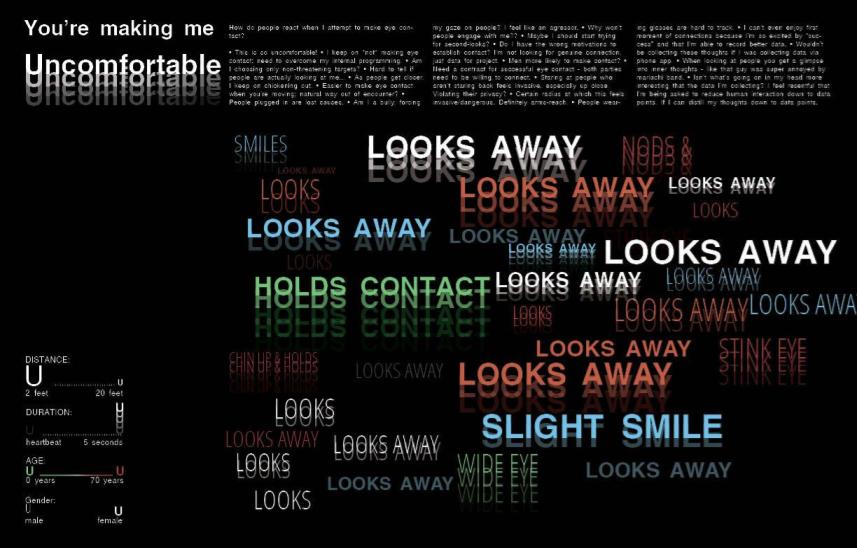 You're making me
Uncomfortable
How do people react when I attempt to make eye con-
tact?
• This is so uncomfortable! • I keep on "not" making eye
contact: need to overcome my internal programming. • Am
I choosing only non-threatening targets? • Hard to tell if
people are actually looking at me... • As people get closer
I keep on chickening out. • Easier to make eye contact
when you're moving; natural way out of encounter? •
People plugged in are lost causes. • Am I a bully, forcing
my gaze on people? I feel like an agressor. • Why won't
people engage with me"? • Maybe I should start trying
for second-looks? • Do I have the wrong motivations to
establish contact? I'm not looking for genuine connection,
just data for project. • Men more likely to make contact? •
Need a contract for successful eye contact - both parties
need to be willing to connect. • Staring at people who
aren't staring back feels invasive, especially up close
Violating their privacy? • Certain radius at which this feels
invasive/dangerous. Definitely arms-reach. • People wear-
ing glasses are hard to track. • I can't even enjoy first
moment of connections because I'm so excited by "suc-
cess" and that I'm able to record better data. • Wouldn't
be collecting these thoughts if I was collecting data via
phone app • When looking at people you get a glimpse
into inner thoughts - like that guy was super annoyed by
mariachi band. • Isn't what's going on in my head more
interesting that the data I'm collecting? I feel resentful that
I'm being asked to reduce human interaction down to data
points. If I can distill my thoughts down to data points.
SMILES
LOOKS AWAY
NODS &
LOOKS AWAY
LOOKS
LOOKS AWAY
LOOKS AWAY
LOOKS
LOOKS AWAY
LOOKS AWAY
STINK EYE
LOOKS AWAY
LOOKS AWAY
LOOKS
HOLDS CONTACT
LOOKS AWAY
LOOKS AWAY
LOOKS
LOOKS AWAY
LOOKS AWA
LOOKS AWAY
STINK EYE
CHIN UP & HOLDS
LOOKS AWAY
LOOKS AWAY
LOOKS
SLIGHT SMILE
LOOKS AWAY
LOOKS AWAY
LOOKS
WIDE EYE
LOOKS AWAY
LOOKS AWAY
LOOKS
DISTANCE:
U U
2 feet 20 feet
DURATION:
U U
heartbeat 5 seconds
AGE:
U U
0 years 70 years
Gender:
U U
male female